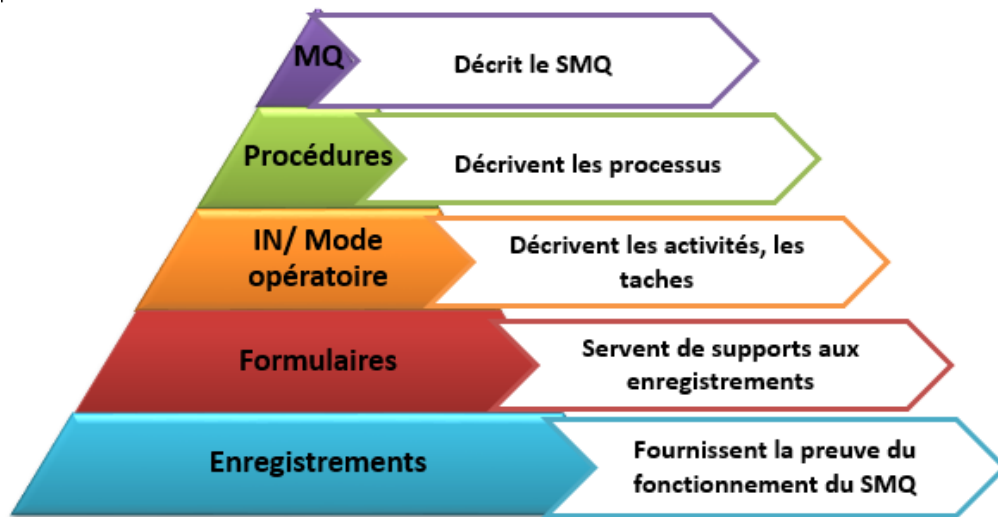 MQ
Décrit le SMQ
Procédures
Décrivent les processus
IN/ Mode
opératoire
Décrivent les activités, les
taches
Formulaires
Servent de supports aux
enregistrements
Enregistrements
Fournissent la preuve du
fonctionnement du SMQ